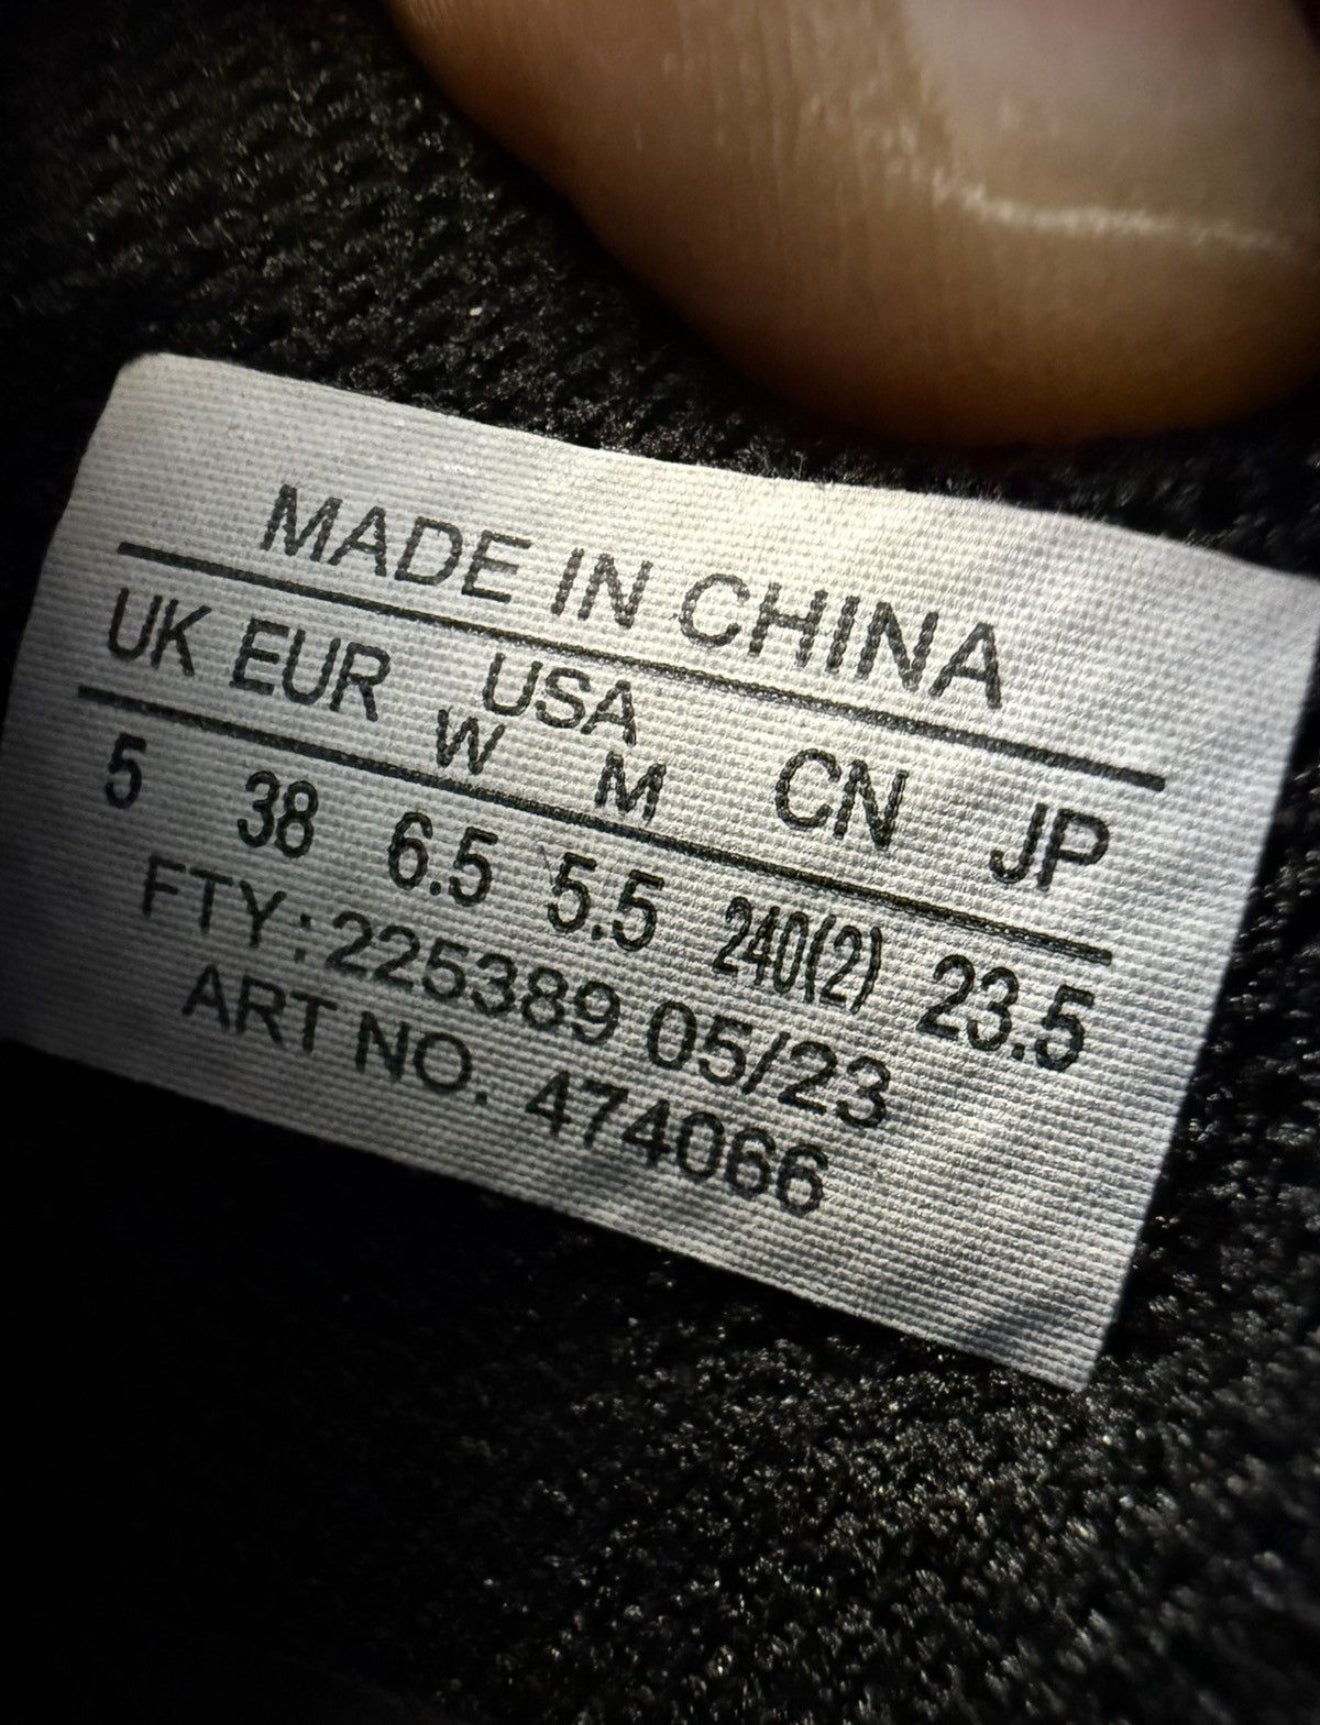 MADE IN CHINA
UK EUR USA CN JP
W M
5 38 6.5 5.5 240(2) 23.5
FTY:225389 05/23
ART NO. 474066